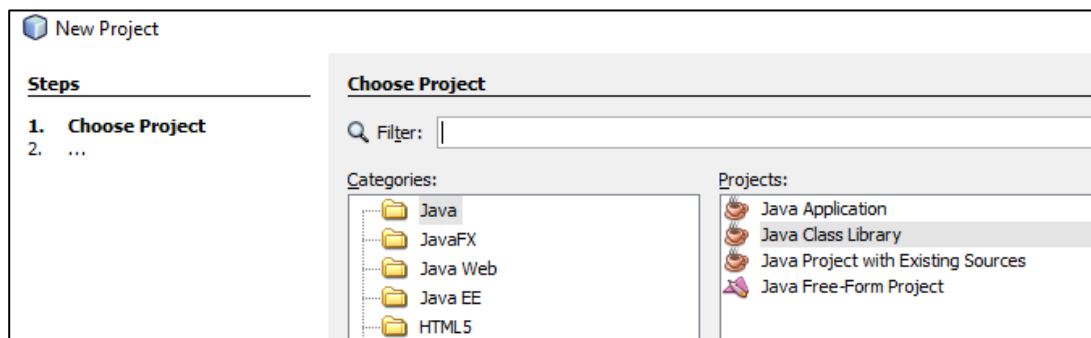 New Project
Steps
1. Choose Project
2. ...
Choose Project
Filter:
Categories:
Java
JavaFX
Java Web
Java EE
HTML5
Projects:
Java Application
Java Class Library
Java Project with Existing Sources
Java Free-Form Project